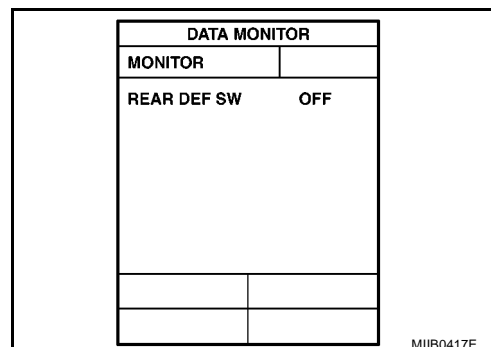 DATA MONITOR
MONITOR
REAR DEF SW OFF
MIIB0417E